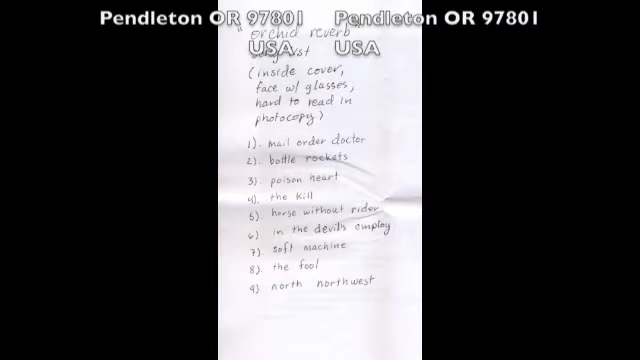 Pendleton OR 97801 Pendleton OR 97801
USA USA
"orchid reverb"
songlist
(inside cover,
face w/ glasses,
hard to read in
photocopy)
1). mail order doctor
2). bottle rockets
3). poison heart
4). the kill
5). horse without rider
6). in the devil's employ
7). soft machine
8). the fool
9). north northwest